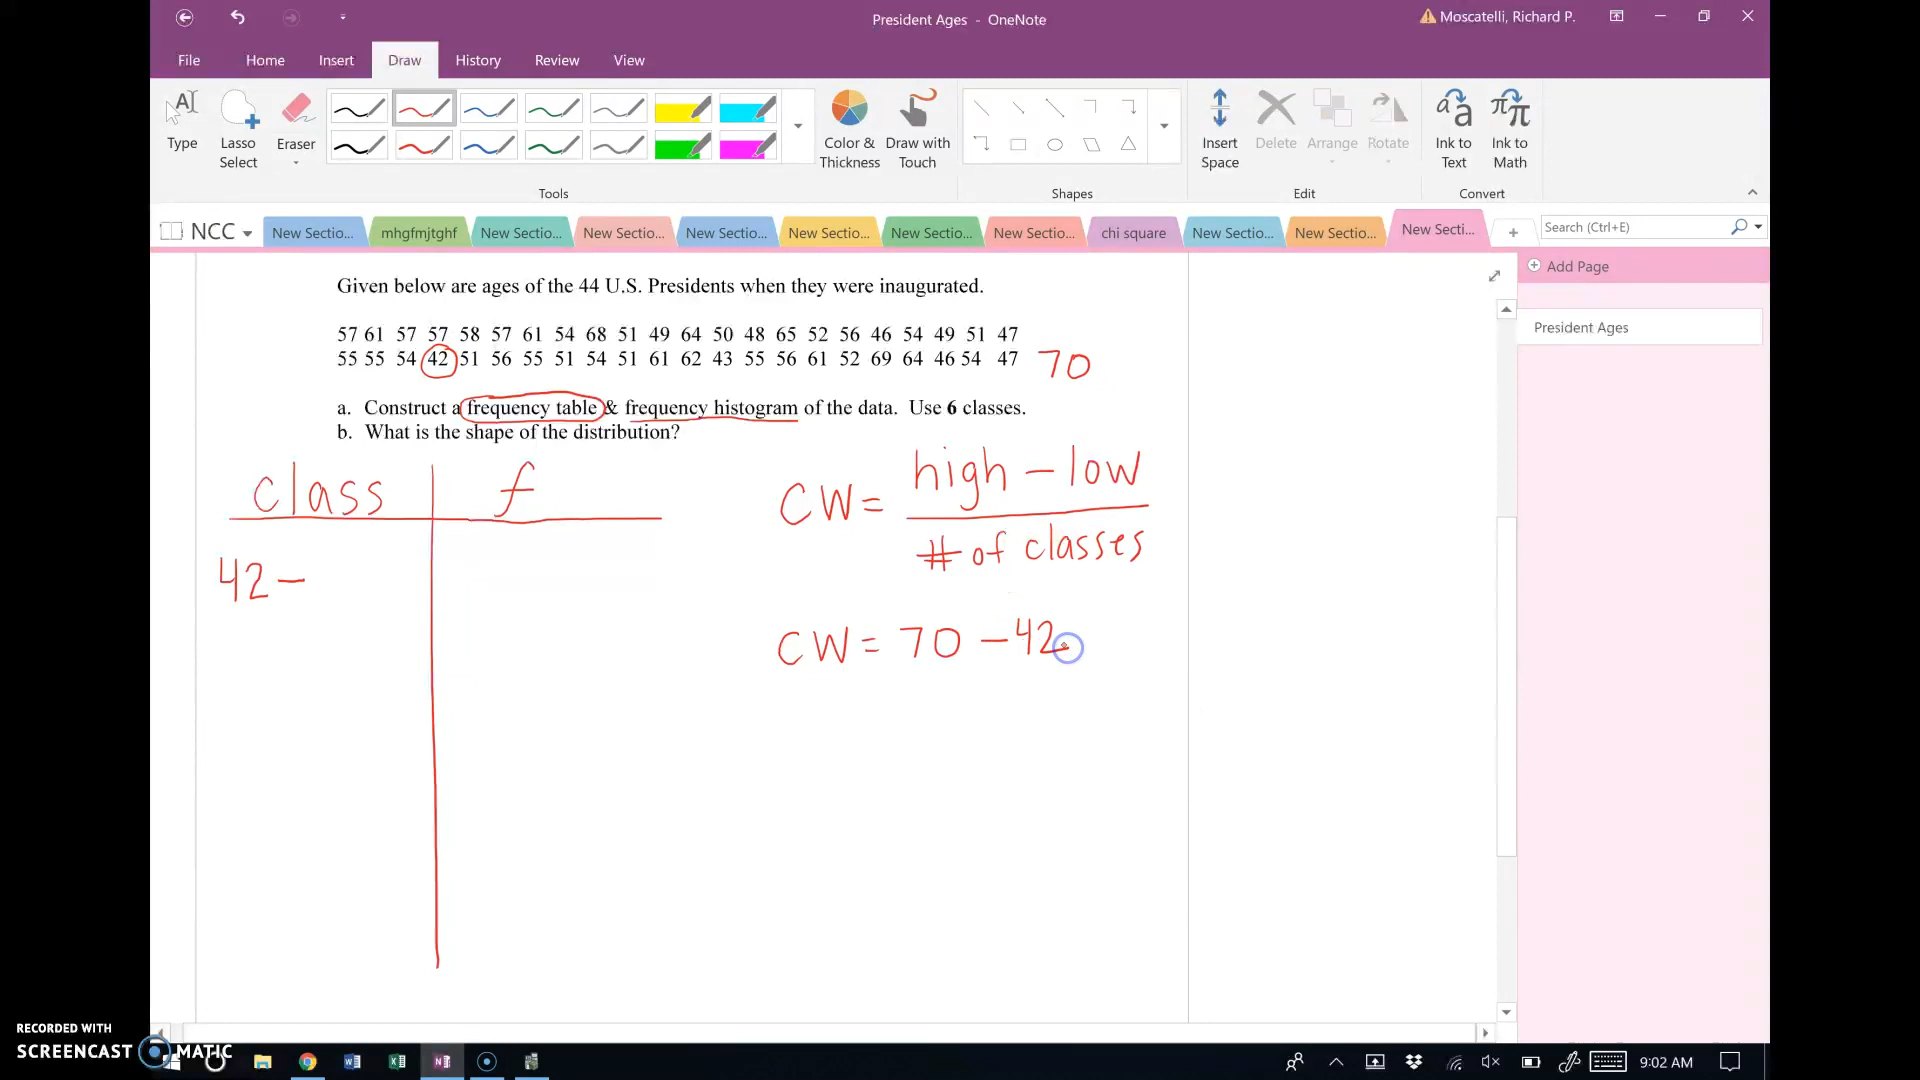 President Ages - OneNote
Moscatelli, Richard P.
File Home Insert Draw History Review View
Type
Lasso Select
Eraser
Color & Thickness
Draw with Touch
Insert Space
Delete
Arrange
Rotate
Ink to Text
Ink to Math
Tools
Shapes
Edit
Convert
NCC
New Sectio...
mhgfmjtghf
New Sectio...
New Sectio...
New Sectio...
New Sectio...
New Sectio...
New Sectio...
chi square
New Sectio...
New Sectio...
New Secti...
Search (Ctrl+E)
Add Page
President Ages
Given below are ages of the 44 U.S. Presidents when they were inaugurated.
57 61 57 57 58 57 61 54 68 51 49 64 50 48 65 52 56 46 54 49 51 47
55 55 54 42 51 56 55 51 54 51 61 62 43 55 56 61 52 69 64 46 54 47 70
a. Construct a frequency table & frequency histogram of the data. Use 6 classes.
b. What is the shape of the distribution?
class f
42 –
CW = high – low
# of classes
CW = 70 – 42
RECORDED WITH
SCREENCAST MATIC
9:02 AM